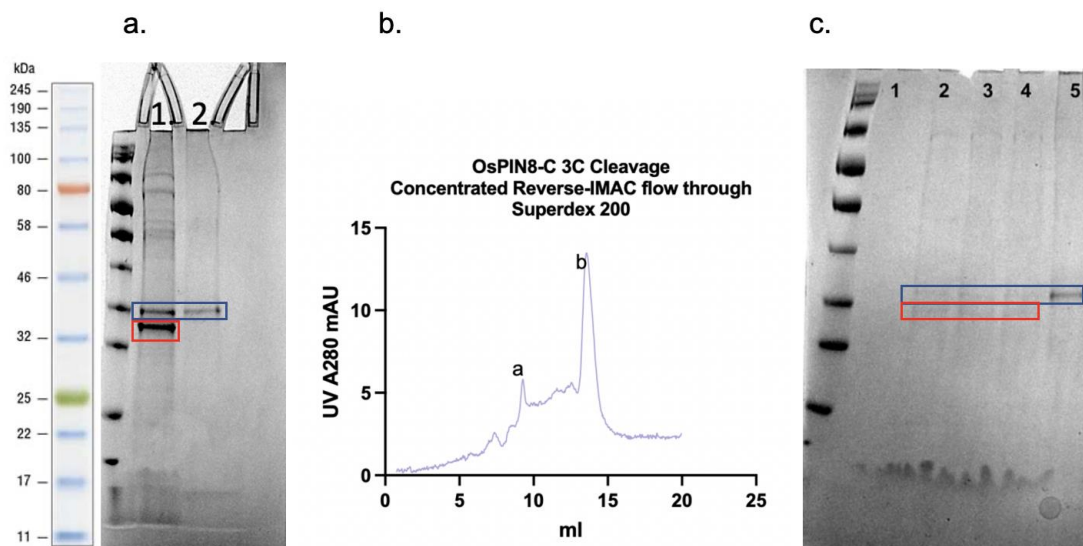 a.
b.
c.
kDa
245
190
135
100
80
58
46
32
25
22
17
11
1.
2.
OsPIN8-C 3C Cleavage
Concentrated Reverse-IMAC flow through
Superdex 200
UV A280 mAU
15
10
5
0
a
b
0 5 10 15 20 25
ml
1 2 3 4 5